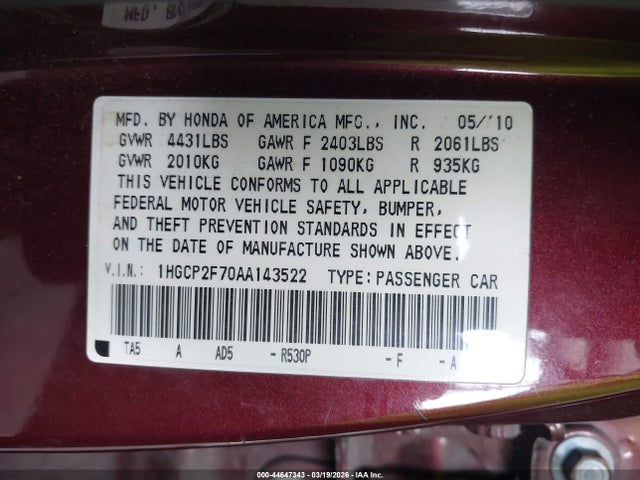 MFD. BY HONDA OF AMERICA MFG., INC. 05/'10
GVWR 4431LBS GAWR F 2403LBS R 2061LBS
GVWR 2010KG GAWR F 1090KG R 935KG
THIS VEHICLE CONFORMS TO ALL APPLICABLE
FEDERAL MOTOR VEHICLE SAFETY, BUMPER,
AND THEFT PREVENTION STANDARDS IN EFFECT
ON THE DATE OF MANUFACTURE SHOWN ABOVE.
V.I.N.: 1HGCP2F70AA143522 TYPE: PASSENGER CAR
TA5 A AD5 - R530P - F - A
000-44647343 - 03/19/2026 - IAA Inc.